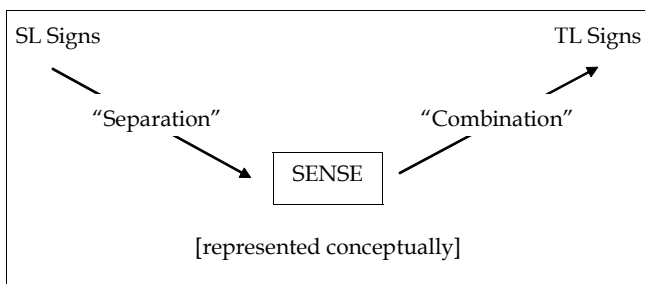 SL Signs TL Signs
“Separation” “Combination”
SENSE
[represented conceptually]